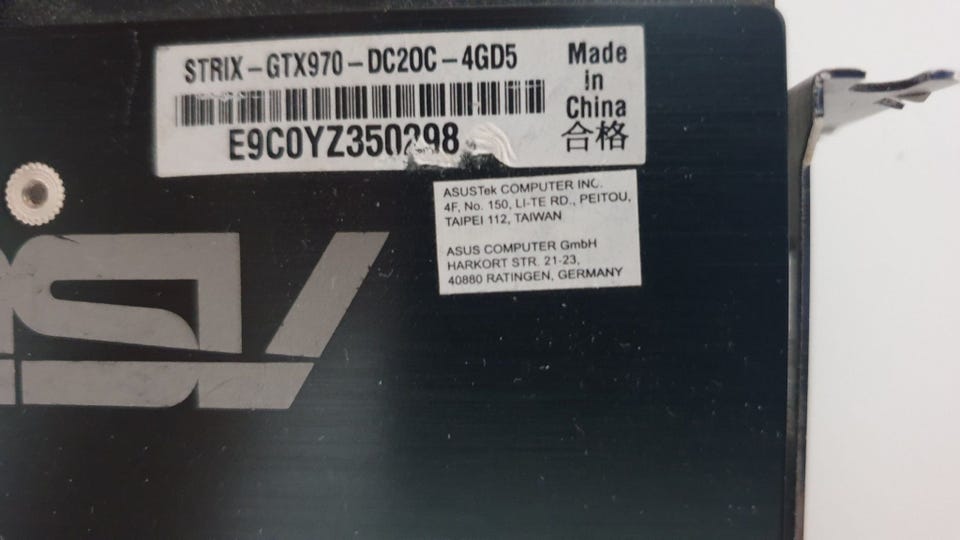 STRIX-GTX970-DC2OC-4GD5
E9C0YZ350298
Made
in
China
合格
ASUSTek COMPUTER INC.
4F, No. 150, LI-TE RD., PEITOU,
TAIPEI 112, TAIWAN
ASUS COMPUTER GmbH
HARKORT STR. 21-23,
40880 RATINGEN, GERMANY